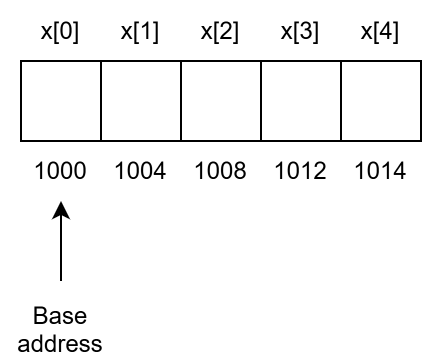 x[0] x[1] x[2] x[3] x[4]
1000 1004 1008 1012 1014
Base
address